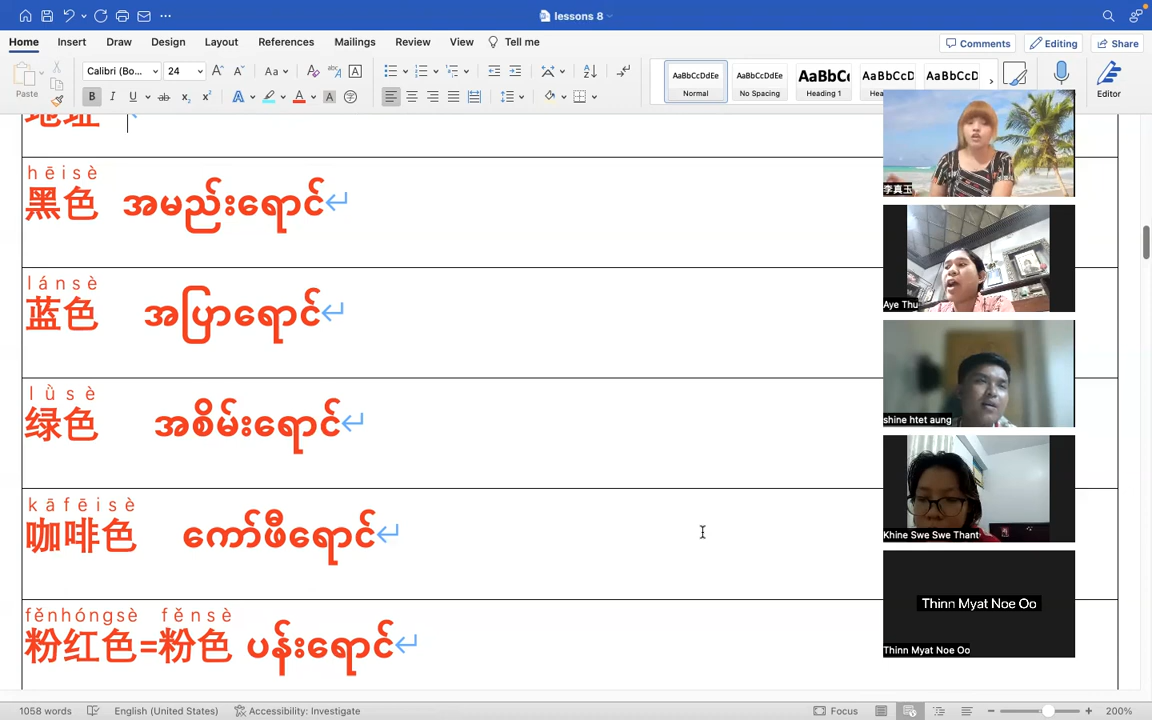 lessons 8
Home Insert Draw Design Layout References Mailings Review View Tell me
Comments Editing Share
Calibri (Bo... 24
Paste
AaBbCcDdEe AaBbCcDdEe AaBbCc AaBbCcD AaBbCcD
Normal No Spacing Heading 1
Editor
hēisè
黑色 အမည်းရောင်
lánsè
蓝色 အပြာရောင်
lǜsè
绿色 အစိမ်းရောင်
kāfēisè
咖啡色 ကော်ဖီရောင်
fěnhóngsè fěnsè
粉红色=粉色 ပန်းရောင်
李真玉
Aye Thu
shine htet aung
Khine Swe Swe Thant
Thinn Myat Noe Oo
Thinn Myat Noe Oo
1058 words English (United States) Accessibility: Investigate Focus 200%